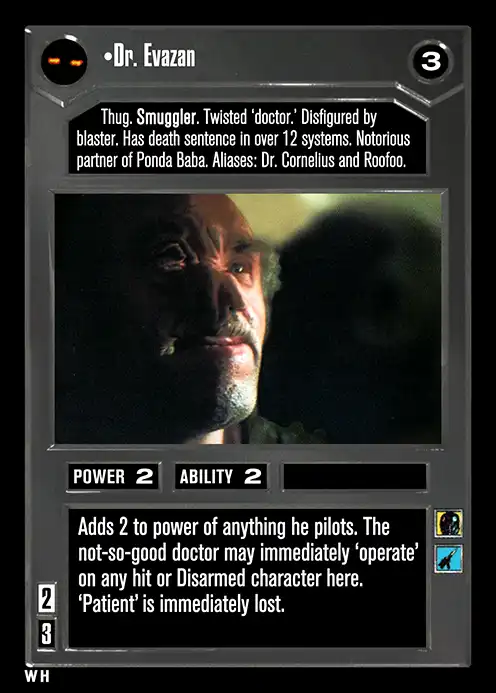 •Dr. Evazan
3
Thug. Smuggler. Twisted ‘doctor.’ Disfigured by
blaster. Has death sentence in over 12 systems. Notorious
partner of Ponda Baba. Aliases: Dr. Cornelius and Roofoo.
POWER 2 ABILITY 2
Adds 2 to power of anything he pilots. The
not-so-good doctor may immediately ‘operate’
on any hit or Disarmed character here.
‘Patient’ is immediately lost.
2
3
WH